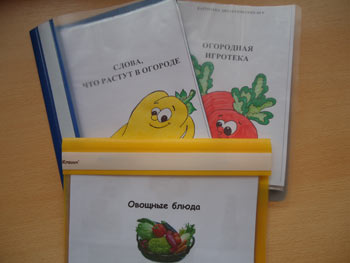 СЛОВА,
ЧТО РАСТУТ В ОГОРОДЕ
ОГОРОДНАЯ
ИГРОТЕКА
Овощные блюда